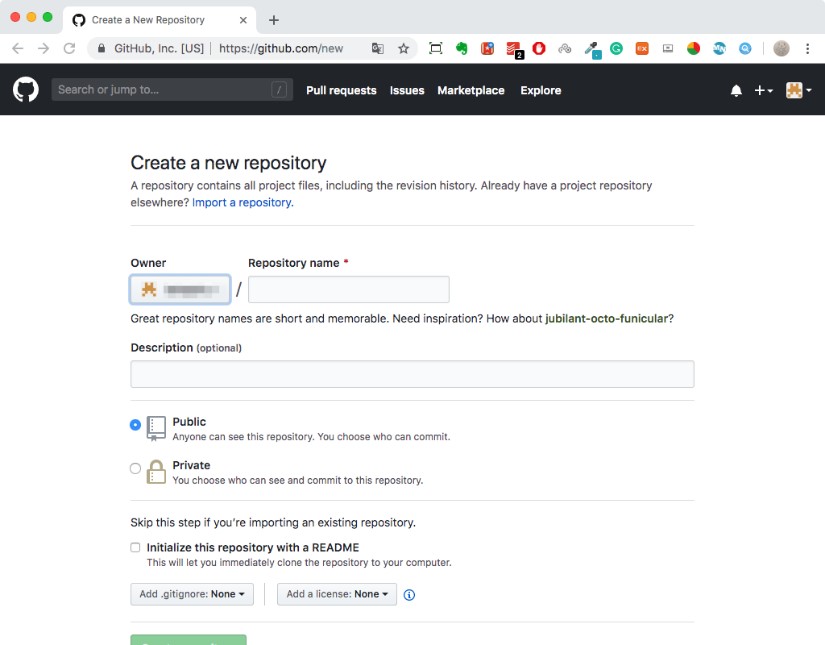 Create a New Repository
GitHub, Inc. [US] | https://github.com/new
2
Search or jump to... /
Pull requests Issues Marketplace Explore
Create a new repository
A repository contains all project files, including the revision history. Already have a project repository
elsewhere? Import a repository.
Owner Repository name *
/
Great repository names are short and memorable. Need inspiration? How about jubilant-octo-funicular?
Description (optional)
Public
Anyone can see this repository. You choose who can commit.
Private
You choose who can see and commit to this repository.
Skip this step if you're importing an existing repository.
Initialize this repository with a README
This will let you immediately clone the repository to your computer.
Add .gitignore: None Add a license: None